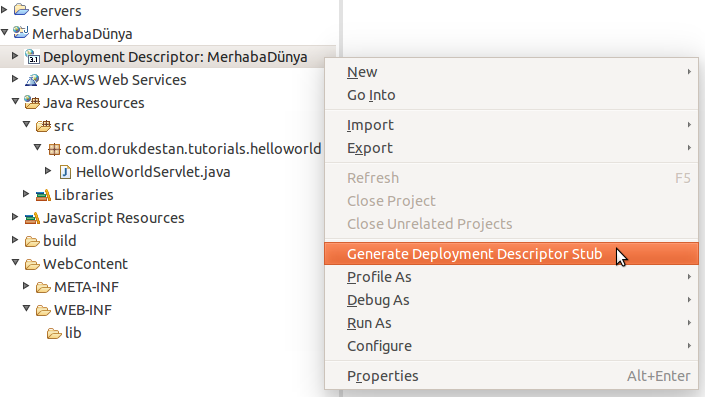 Servers
MerhabaDünya
3.1 Deployment Descriptor: MerhabaDünya
JAX-WS Web Services
Java Resources
src
com.dorukdestan.tutorials.helloworld
J HelloWorldServlet.java
Libraries
JavaScript Resources
build
WebContent
META-INF
WEB-INF
lib
New
Go Into
Import
Export
Refresh F5
Close Project
Close Unrelated Projects
Generate Deployment Descriptor Stub
Profile As
Debug As
Run As
Configure
Properties Alt+Enter